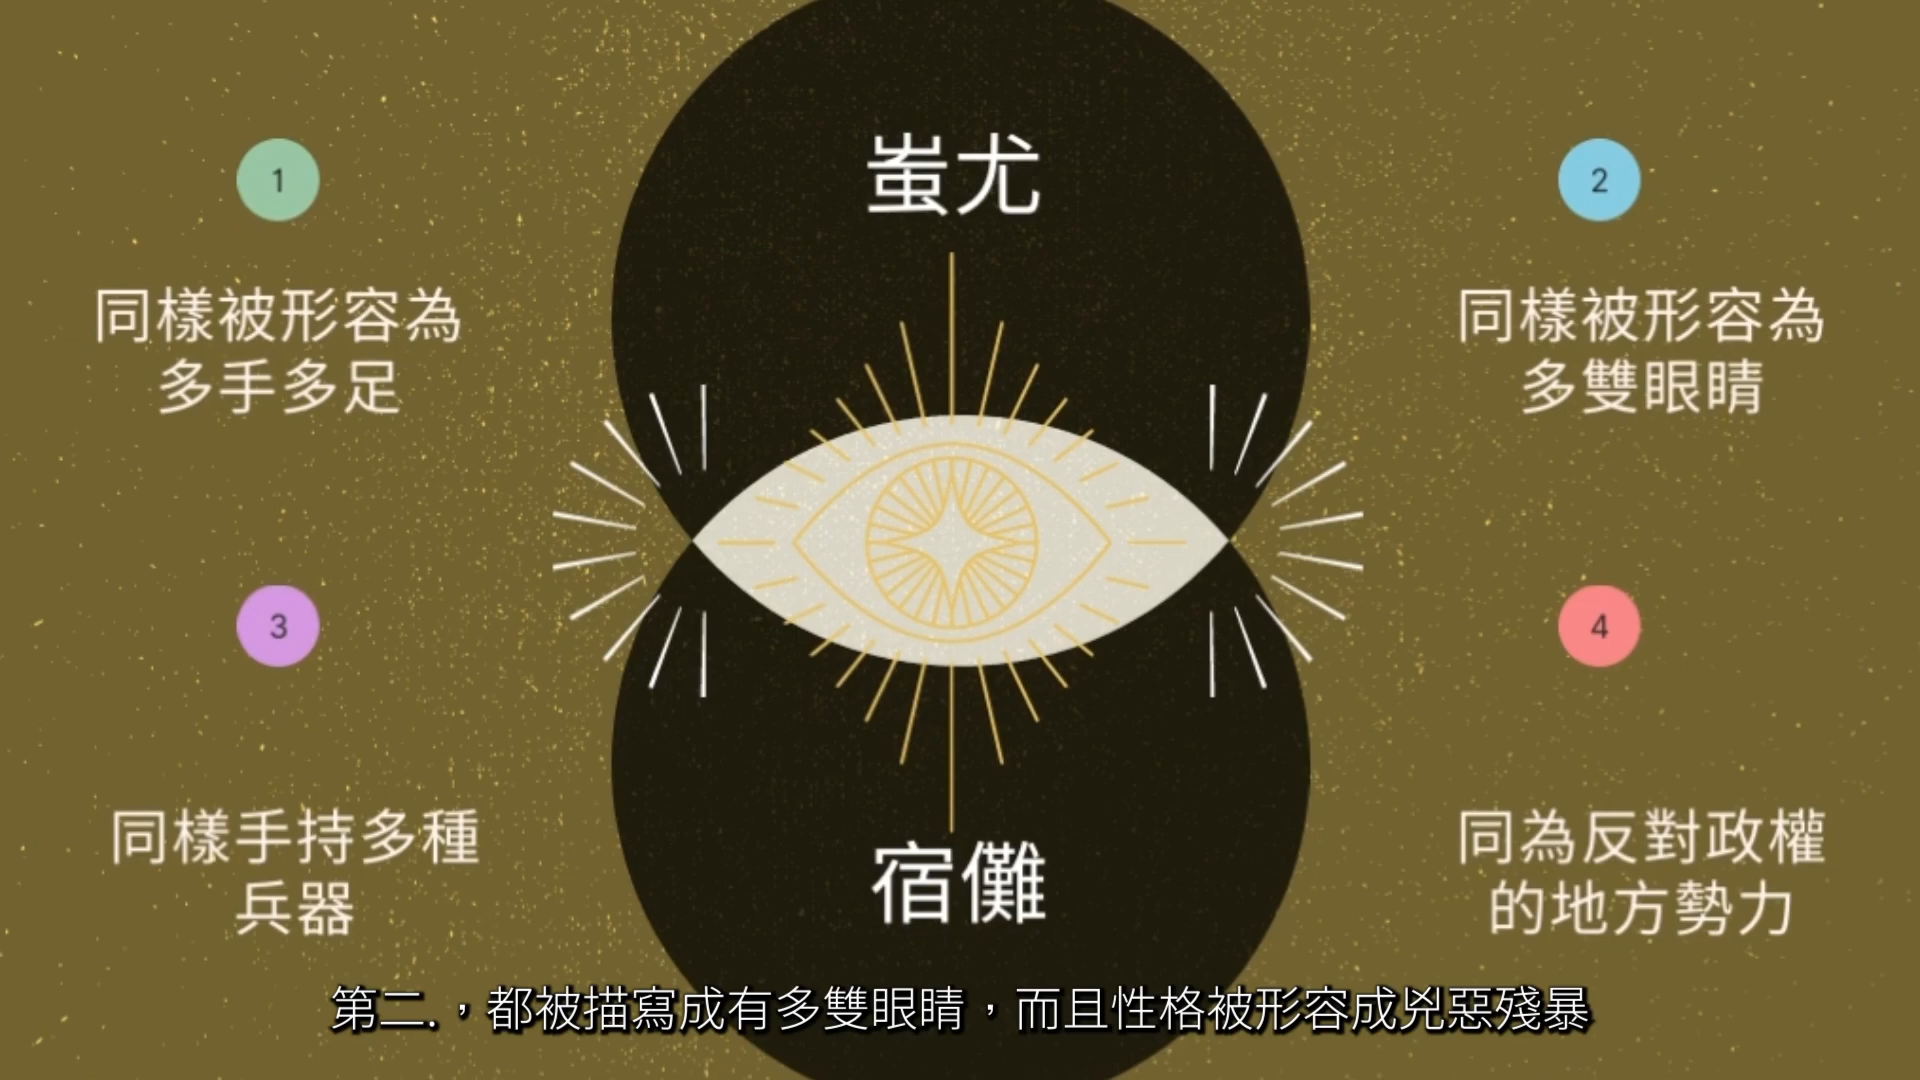 蚩尤
1
同樣被形容為
多手多足
2
同樣被形容為
多雙眼睛
3
同樣手持多種
兵器
4
同為反對政權
的地方勢力
宿儺
第二.，都被描寫成有多雙眼睛，而且性格被形容成兇惡殘暴